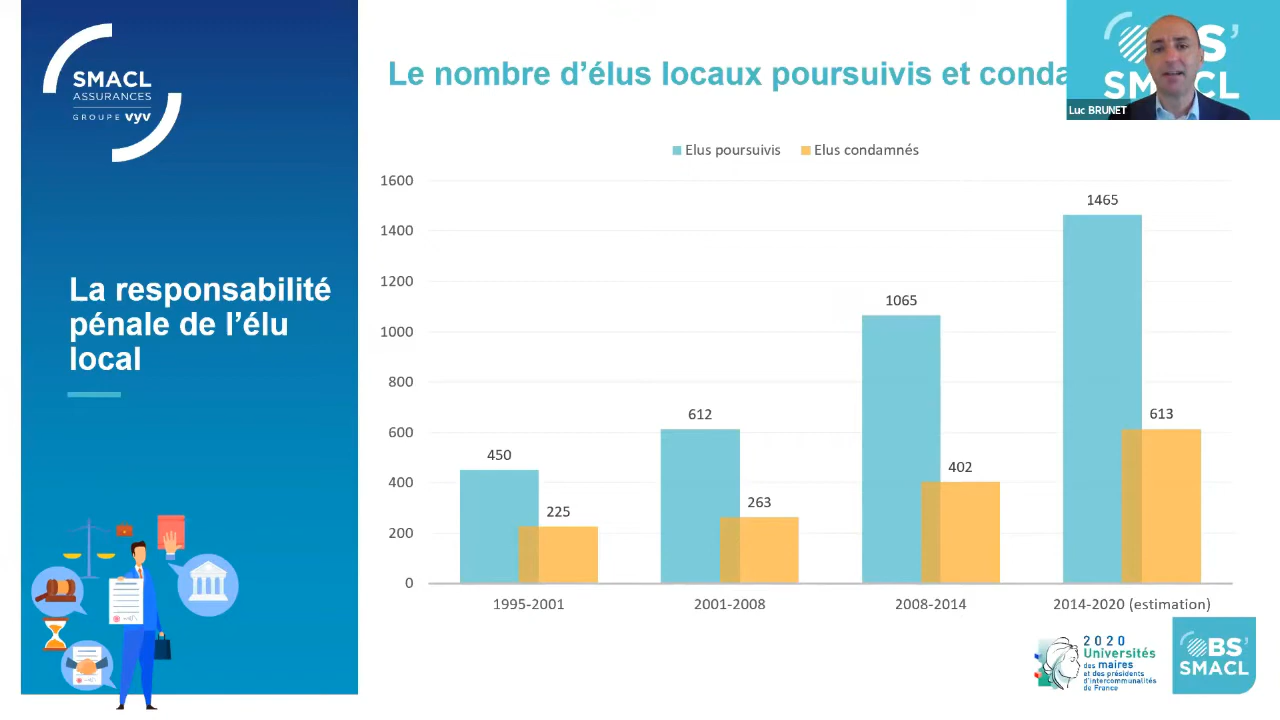 SMACL
ASSURANCES
GROUPE vyv
La responsabilité
pénale de l’élu
local
Le nombre d’élus locaux poursuivis et
Luc BRUNET
SMACL
Elus poursuivis
Elus condamnés
1600
1400
1200
1000
800
600
400
200
0
450
225
612
263
1065
402
1465
613
1995-2001
2001-2008
2008-2014
2014-2020 (estimation)
2020
Universités
des maires
et des présidents
d’intercommunalités
de France
OBS’
SMACL